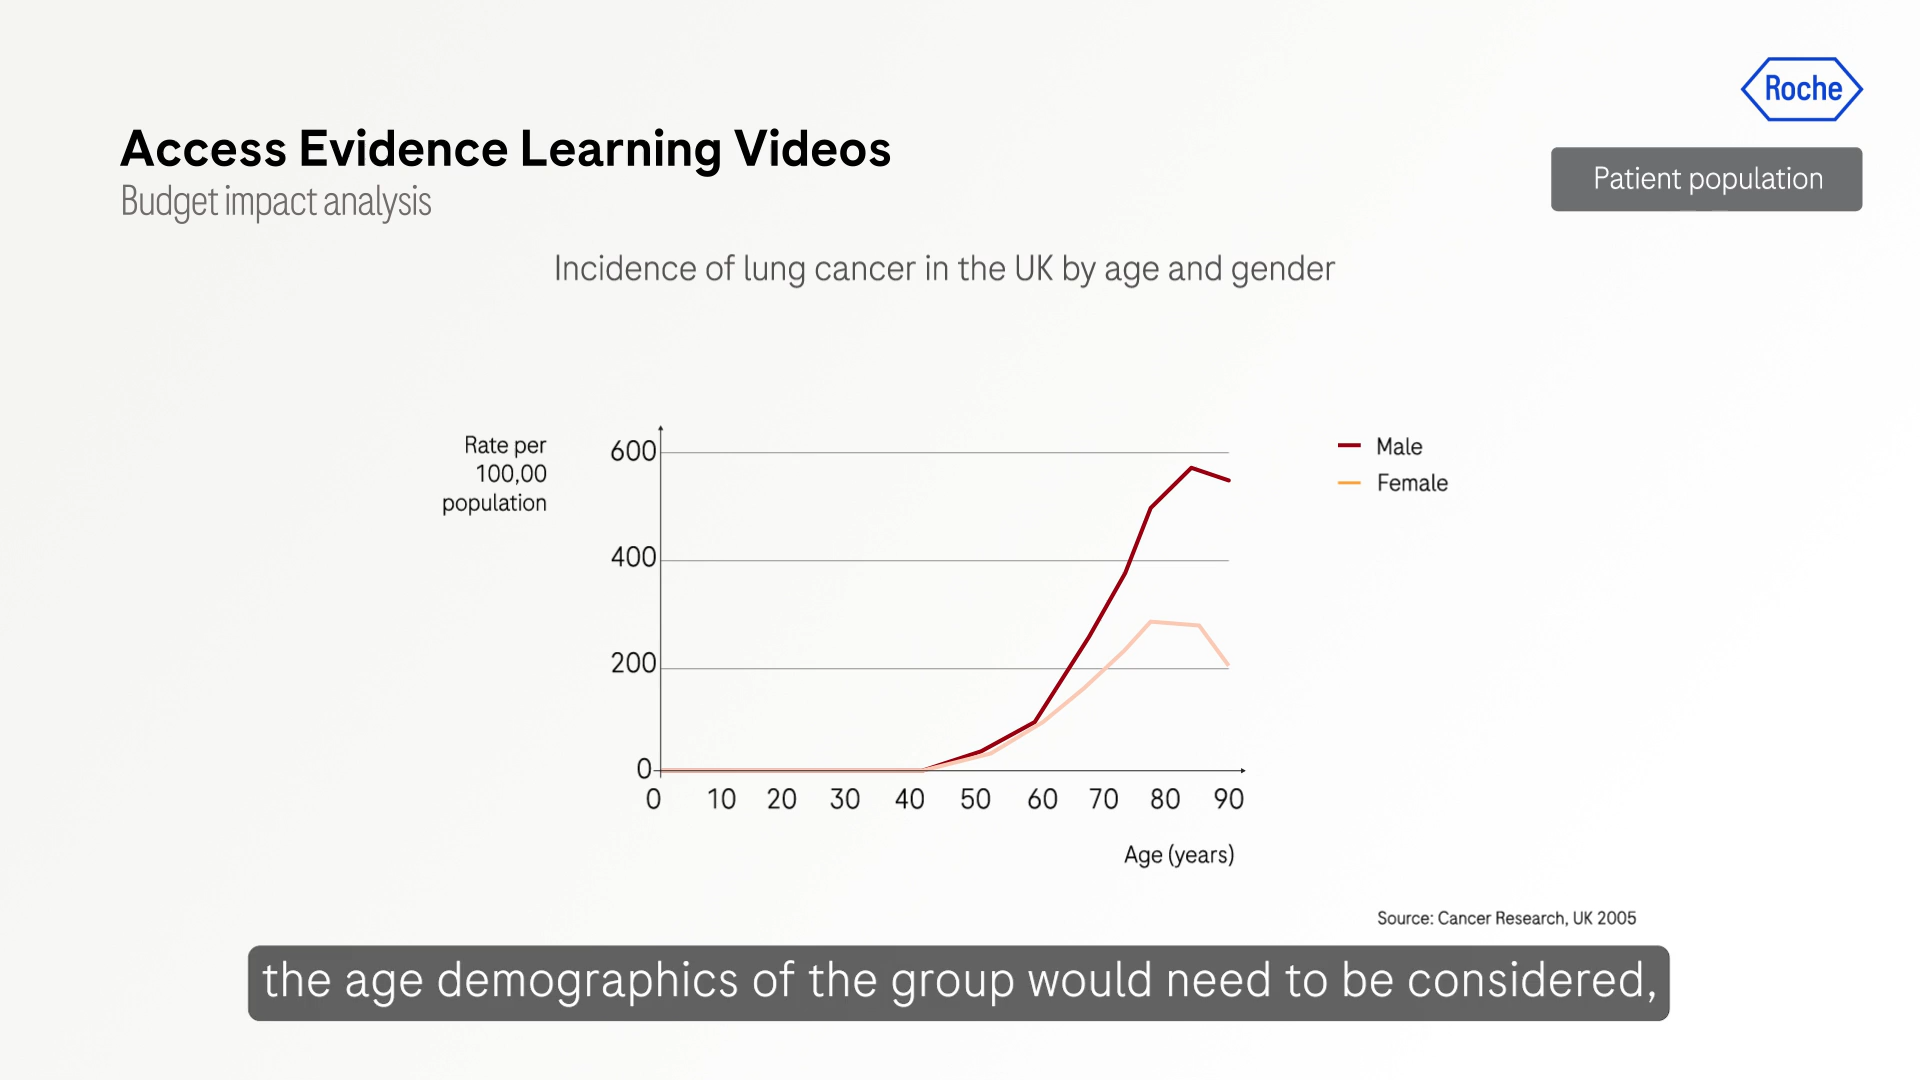 Roche
Access Evidence Learning Videos
Budget impact analysis
Patient population
Incidence of lung cancer in the UK by age and gender
Rate per
100,00
population
600
400
200
0
0 10 20 30 40 50 60 70 80 90
Age (years)
Male
Female
Source: Cancer Research, UK 2005
the age demographics of the group would need to be considered,